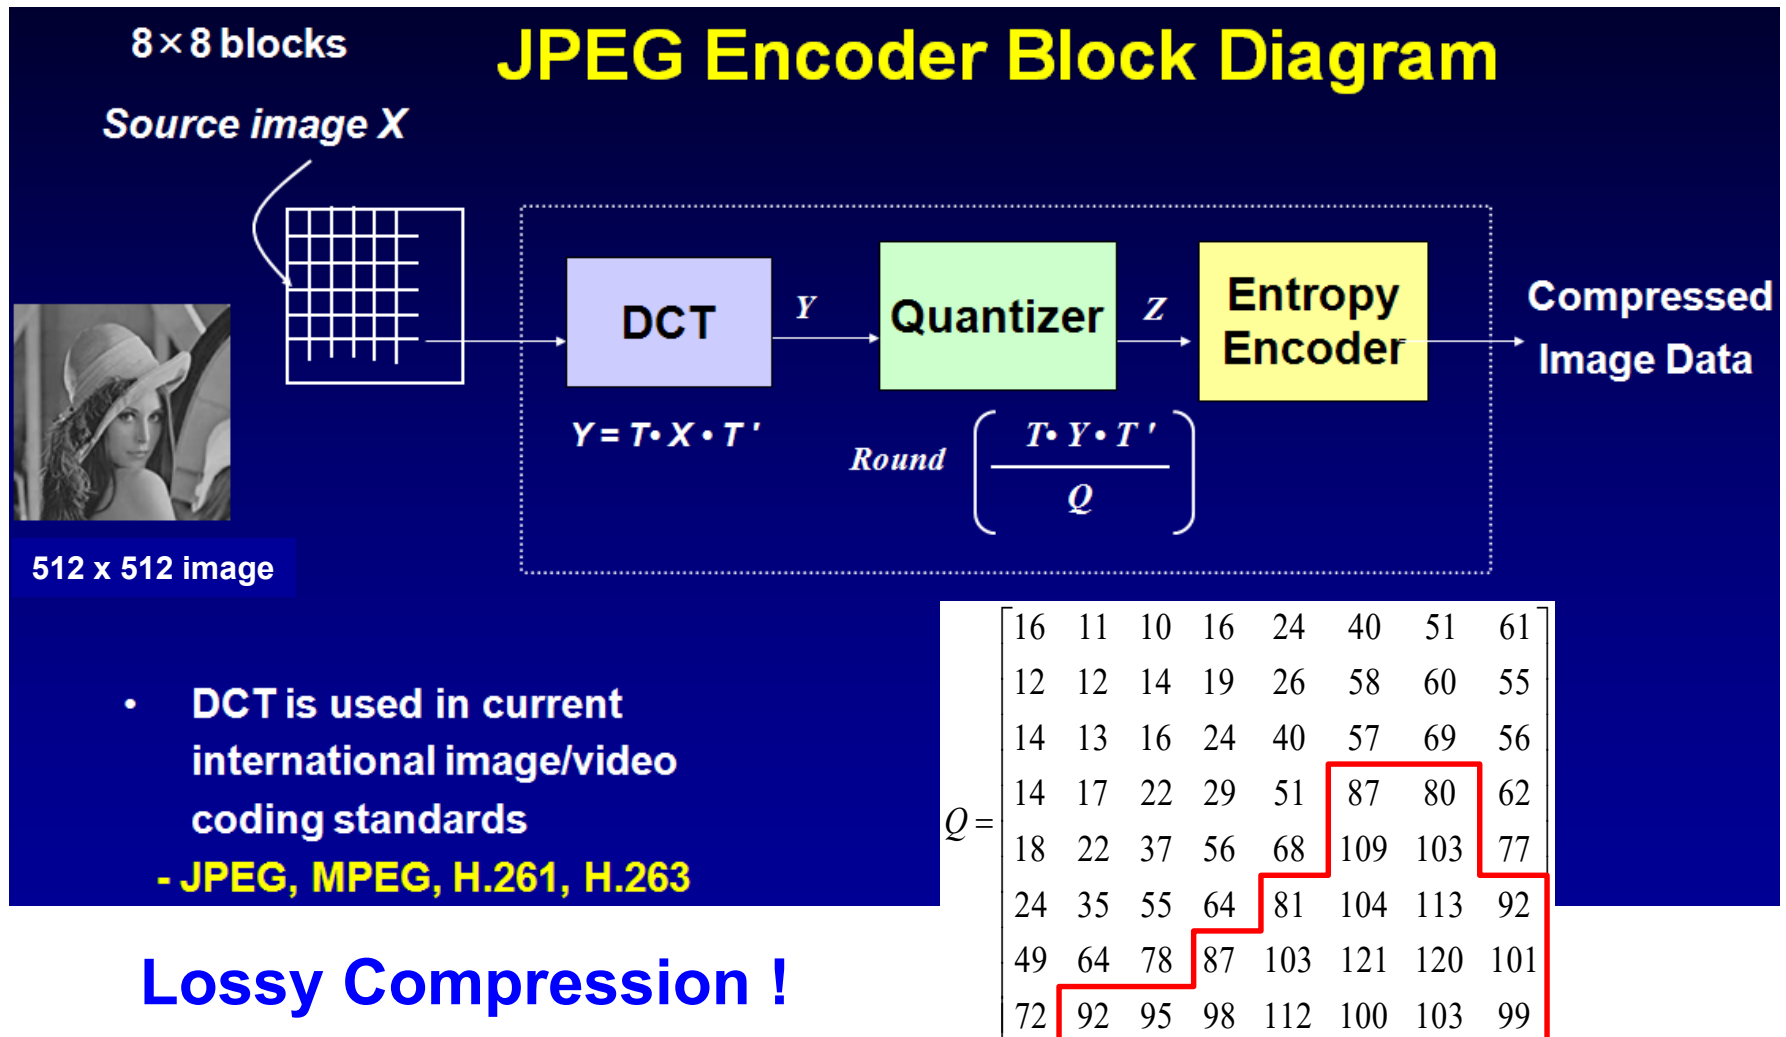 8×8 blocks
JPEG Encoder Block Diagram
Source image X
DCT
Y
Quantizer
Z
Entropy
Encoder
Compressed
Image Data
Y = T• X • T '
Round ( T• Y • T ' / Q )
512 x 512 image
• DCT is used in current
international image/video
coding standards
- JPEG, MPEG, H.261, H.263
Lossy Compression !
Q =
16 11 10 16 24 40 51 61
12 12 14 19 26 58 60 55
14 13 16 24 40 57 69 56
14 17 22 29 51 87 80 62
18 22 37 56 68 109 103 77
24 35 55 64 81 104 113 92
49 64 78 87 103 121 120 101
72 92 95 98 112 100 103 99